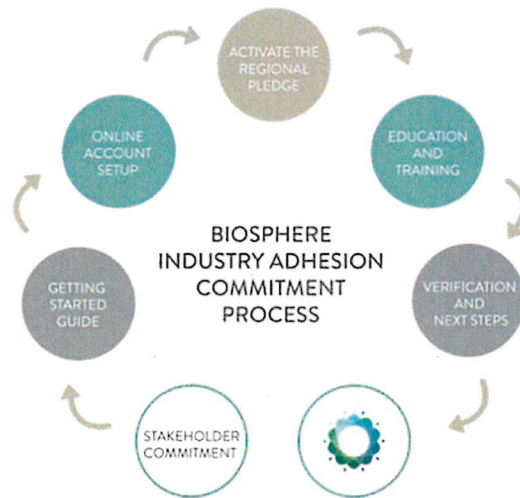 ACTIVATE THE
REGIONAL
PLEDGE
ONLINE
ACCOUNT
SETUP
EDUCATION
AND
TRAINING
BIOSPHERE
INDUSTRY ADHESION
COMMITMENT
PROCESS
GETTING
STARTED
GUIDE
VERIFICATION
AND
NEXT STEPS
STAKEHOLDER
COMMITMENT